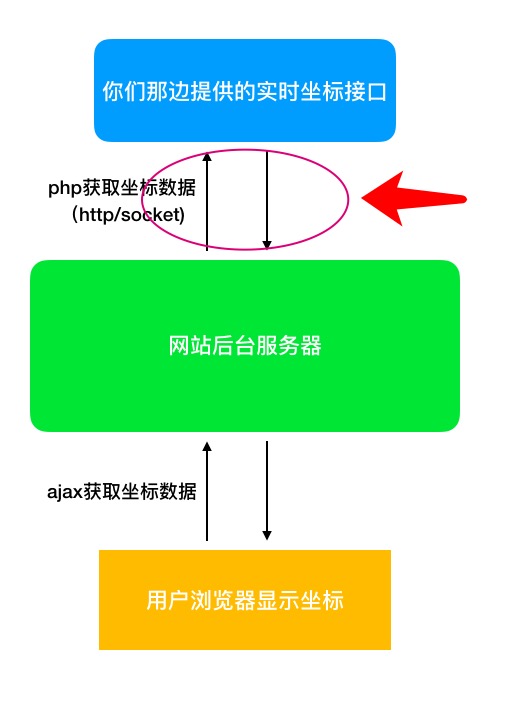 你们那边提供的实时坐标接口
php获取坐标数据
（http/socket)
网站后台服务器
ajax获取坐标数据
用户浏览器显示坐标